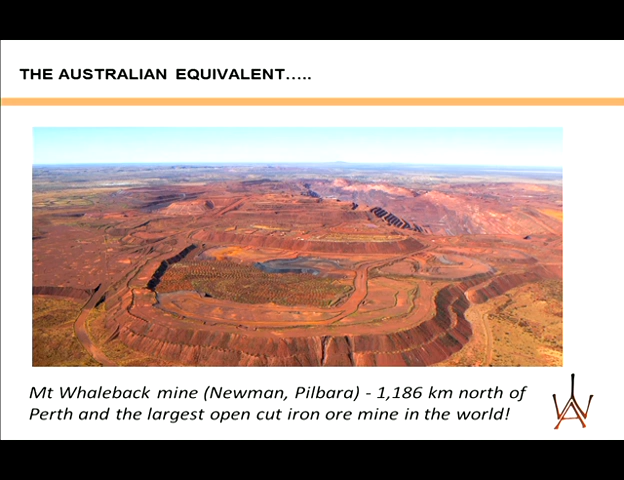 THE AUSTRALIAN EQUIVALENT.....
Mt Whaleback mine (Newman, Pilbara) - 1,186 km north of
Perth and the largest open cut iron ore mine in the world!